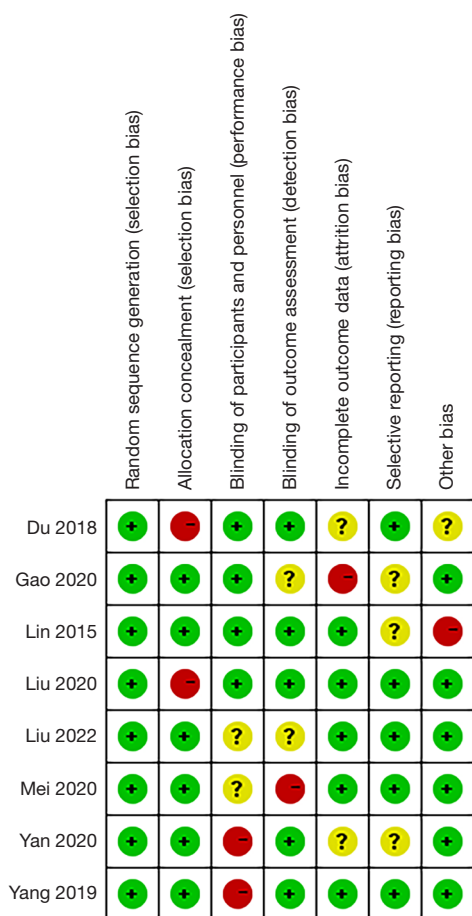 Random sequence generation (selection bias)
Allocation concealment (selection bias)
Blinding of participants and personnel (performance bias)
Blinding of outcome assessment (detection bias)
Incomplete outcome data (attrition bias)
Selective reporting (reporting bias)
Other bias
Du 2018 + - + + ? + ?
Gao 2020 + + + ? - ? +
Lin 2015 + + + + + ? -
Liu 2020 + - + + + + +
Liu 2022 + + ? ? + + +
Mei 2020 + + ? - + + +
Yan 2020 + + - + ? ? +
Yang 2019 + + - + + + +